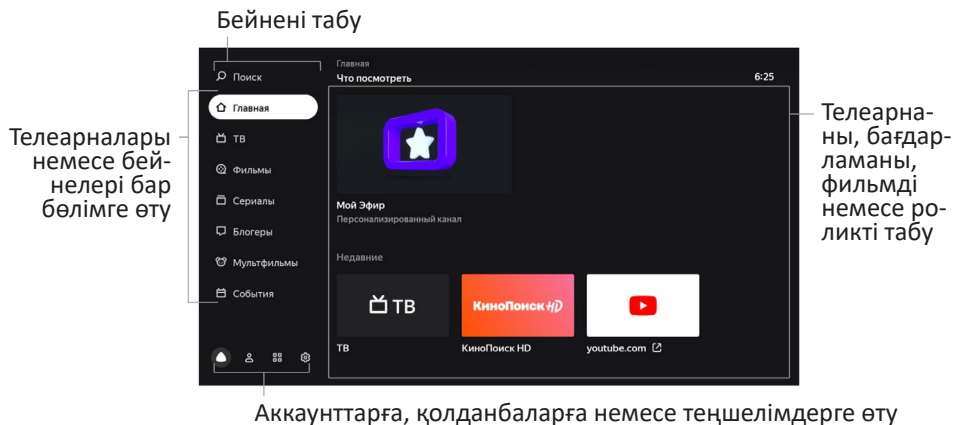 Бейнені табу
Поиск
Главная
Что посмотреть
6:25
Главная
ТВ
Фильмы
Сериалы
Блогеры
Мультфильмы
События
Телеарналары
немесе бей-
нелері бар
бөлімге өту
Мой Эфир
Персонализированный канал
Недавние
ТВ
КиноПоиск HD
ТВ
КиноПоиск HD
youtube.com
Телеарна-
ны, бағдар-
ламаны,
фильмді
немесе ро-
ликті табу
Аккаунттарға, қолданбаларға немесе теңшелімдерге өту